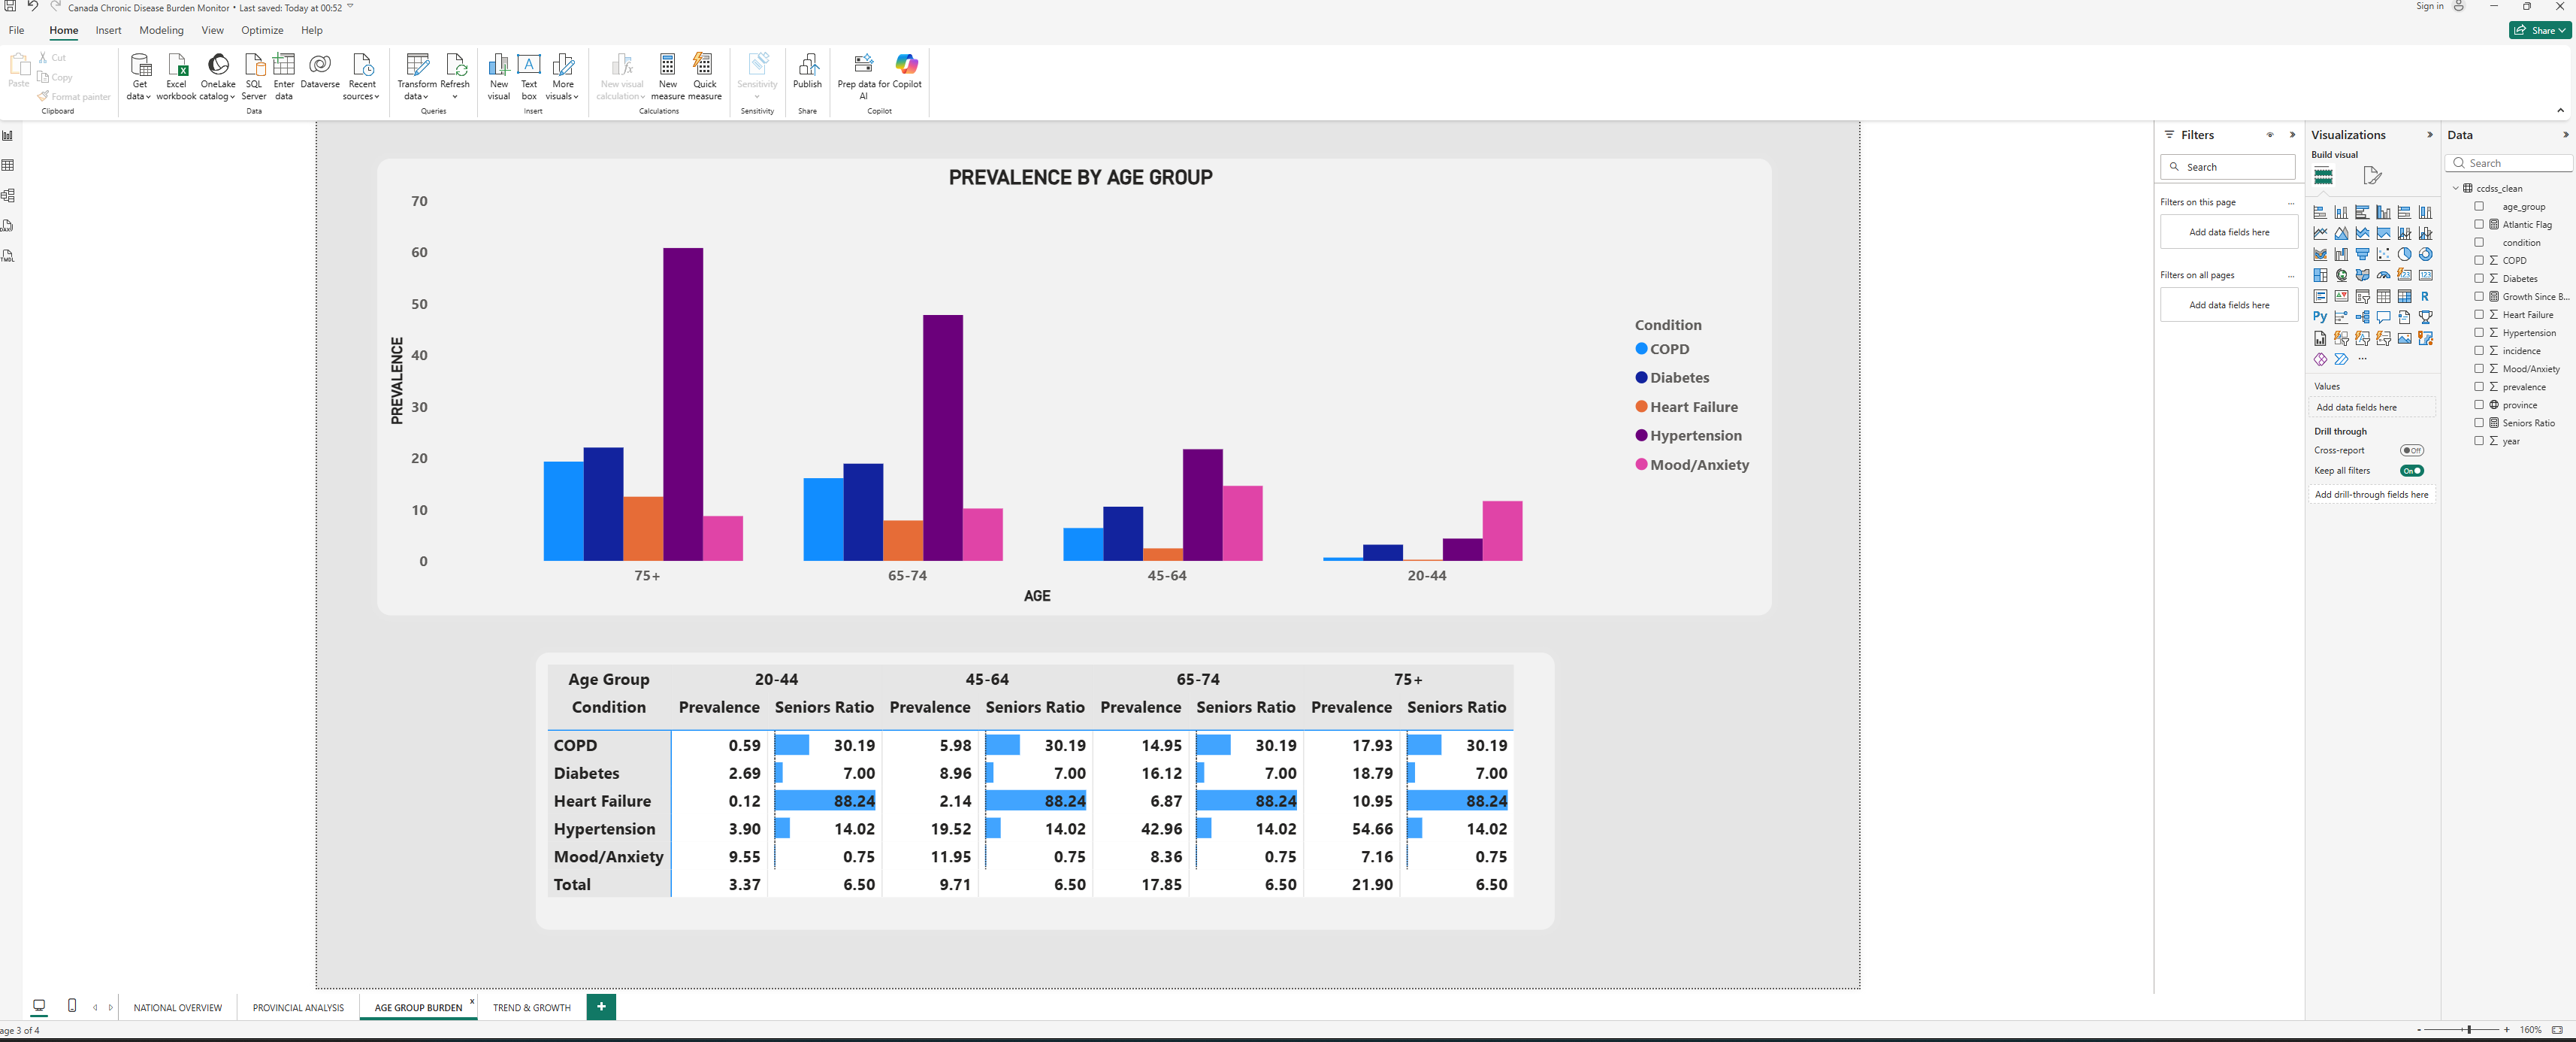 Canada Chronic Disease Burden Monitor • Last saved: Today at 00:52
Sign in
File Home Insert Modeling View Optimize Help
Share
Paste
Cut
Copy
Format painter
Clipboard
Get data
Excel workbook
OneLake catalog
SQL Server
Enter data
Dataverse
Recent sources
Data
Transform data
Refresh
Queries
New visual
Text box
More visuals
Insert
New visual calculation
New measure
Quick measure
Calculations
Sensitivity
Sensitivity
Publish
Share
Prep data for AI
Copilot
Copilot
PREVALENCE BY AGE GROUP
PREVALENCE
70
60
50
40
30
20
10
0
75+ 65-74 45-64 20-44
AGE
Condition
COPD
Diabetes
Heart Failure
Hypertension
Mood/Anxiety
Age Group 20-44 45-64 65-74 75+
Condition Prevalence Seniors Ratio Prevalence Seniors Ratio Prevalence Seniors Ratio Prevalence Seniors Ratio
COPD 0.59 30.19 5.98 30.19 14.95 30.19 17.93 30.19
Diabetes 2.69 7.00 8.96 7.00 16.12 7.00 18.79 7.00
Heart Failure 0.12 88.24 2.14 88.24 6.87 88.24 10.95 88.24
Hypertension 3.90 14.02 19.52 14.02 42.96 14.02 54.66 14.02
Mood/Anxiety 9.55 0.75 11.95 0.75 8.36 0.75 7.16 0.75
Total 3.37 6.50 9.71 6.50 17.85 6.50 21.90 6.50
Filters
Search
Filters on this page
Add data fields here
Filters on all pages
Add data fields here
Visualizations
Build visual
123
R
Py
Values
Add data fields here
Drill through
Cross-report Off
Keep all filters On
Add drill-through fields here
Data
Search
ccdss_clean
age_group
Atlantic Flag
condition
COPD
Diabetes
Growth Since B...
Heart Failure
Hypertension
incidence
Mood/Anxiety
prevalence
province
Seniors Ratio
year
NATIONAL OVERVIEW PROVINCIAL ANALYSIS AGE GROUP BURDEN x TREND & GROWTH +
age 3 of 4
- + 160%